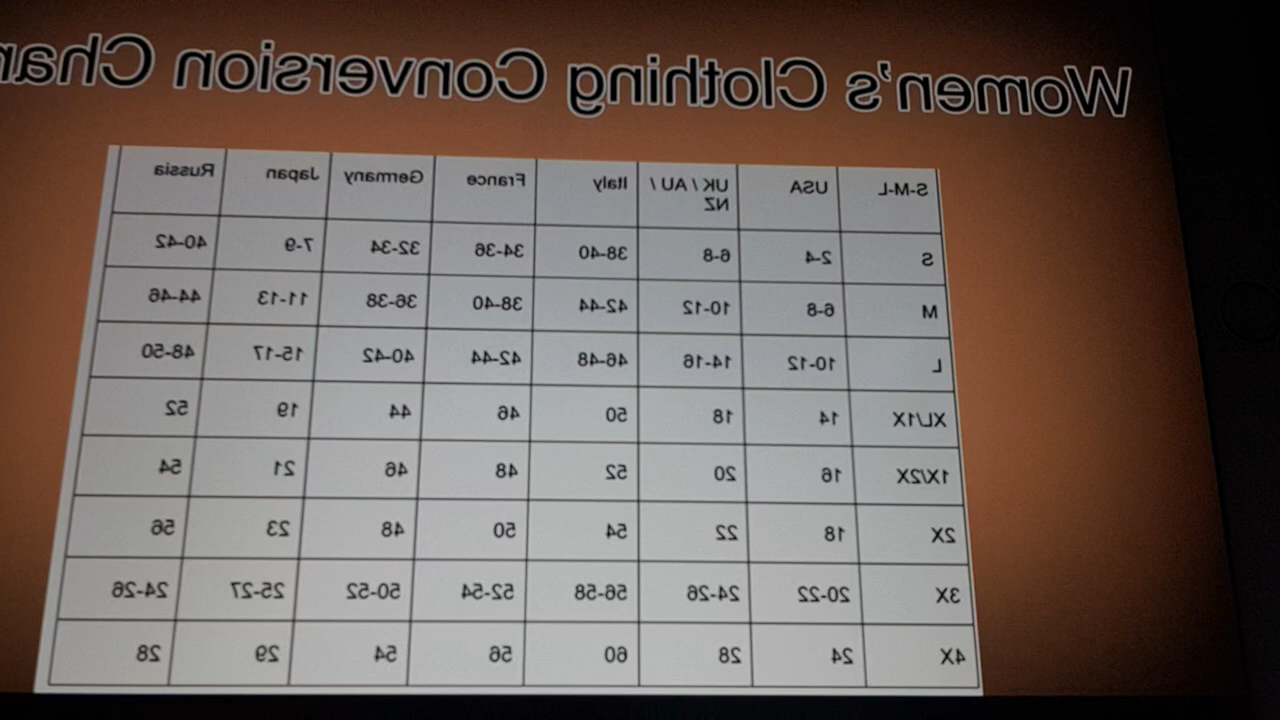 Women's Clothing Conversion Char
S-M-L USA UK / AU / NZ Italy France Germany Japan Russia
S 2-4 6-8 38-40 34-36 32-34 7-9 40-42
M 6-8 10-12 42-44 38-40 36-38 11-13 44-46
L 10-12 14-16 46-48 42-44 40-42 15-17 48-50
XL/1X 14 18 50 46 44 19 52
1X/2X 16 20 52 48 46 21 54
2X 18 22 54 50 48 23 56
3X 20-22 24-26 56-58 52-54 50-52 25-27 24-26
4X 24 28 60 56 54 29 28